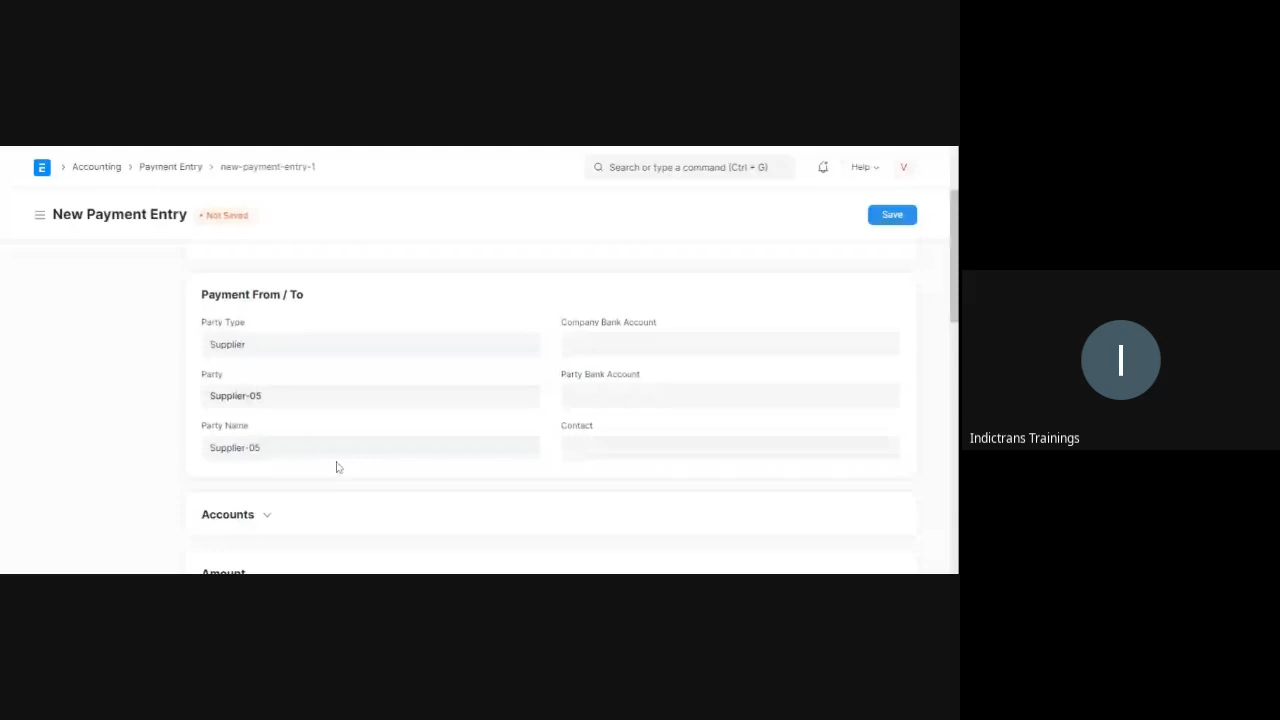 E > Accounting > Payment Entry > new-payment-entry-1
Search or type a command (Ctrl + G)
Help
V
New Payment Entry
• Not Saved
Save
Payment From / To
Party Type
Supplier
Party
Supplier-05
Party Name
Supplier-05
Company Bank Account
Party Bank Account
Contact
Accounts
Amount
I
Indictrans Trainings